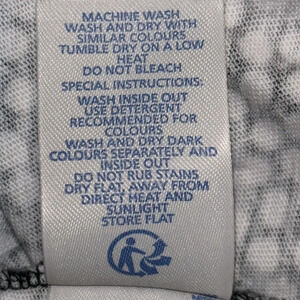 MACHINE WASH
WASH AND DRY WITH
SIMILAR COLOURS
TUMBLE DRY ON A LOW
HEAT
DO NOT BLEACH
SPECIAL INSTRUCTIONS:
WASH INSIDE OUT
USE DETERGENT
RECOMMENDED FOR
COLOURS
WASH AND DRY DARK
COLOURS SEPARATELY AND
INSIDE OUT
DO NOT RUB STAINS
DRY FLAT, AWAY FROM
DIRECT HEAT AND
SUNLIGHT
STORE FLAT